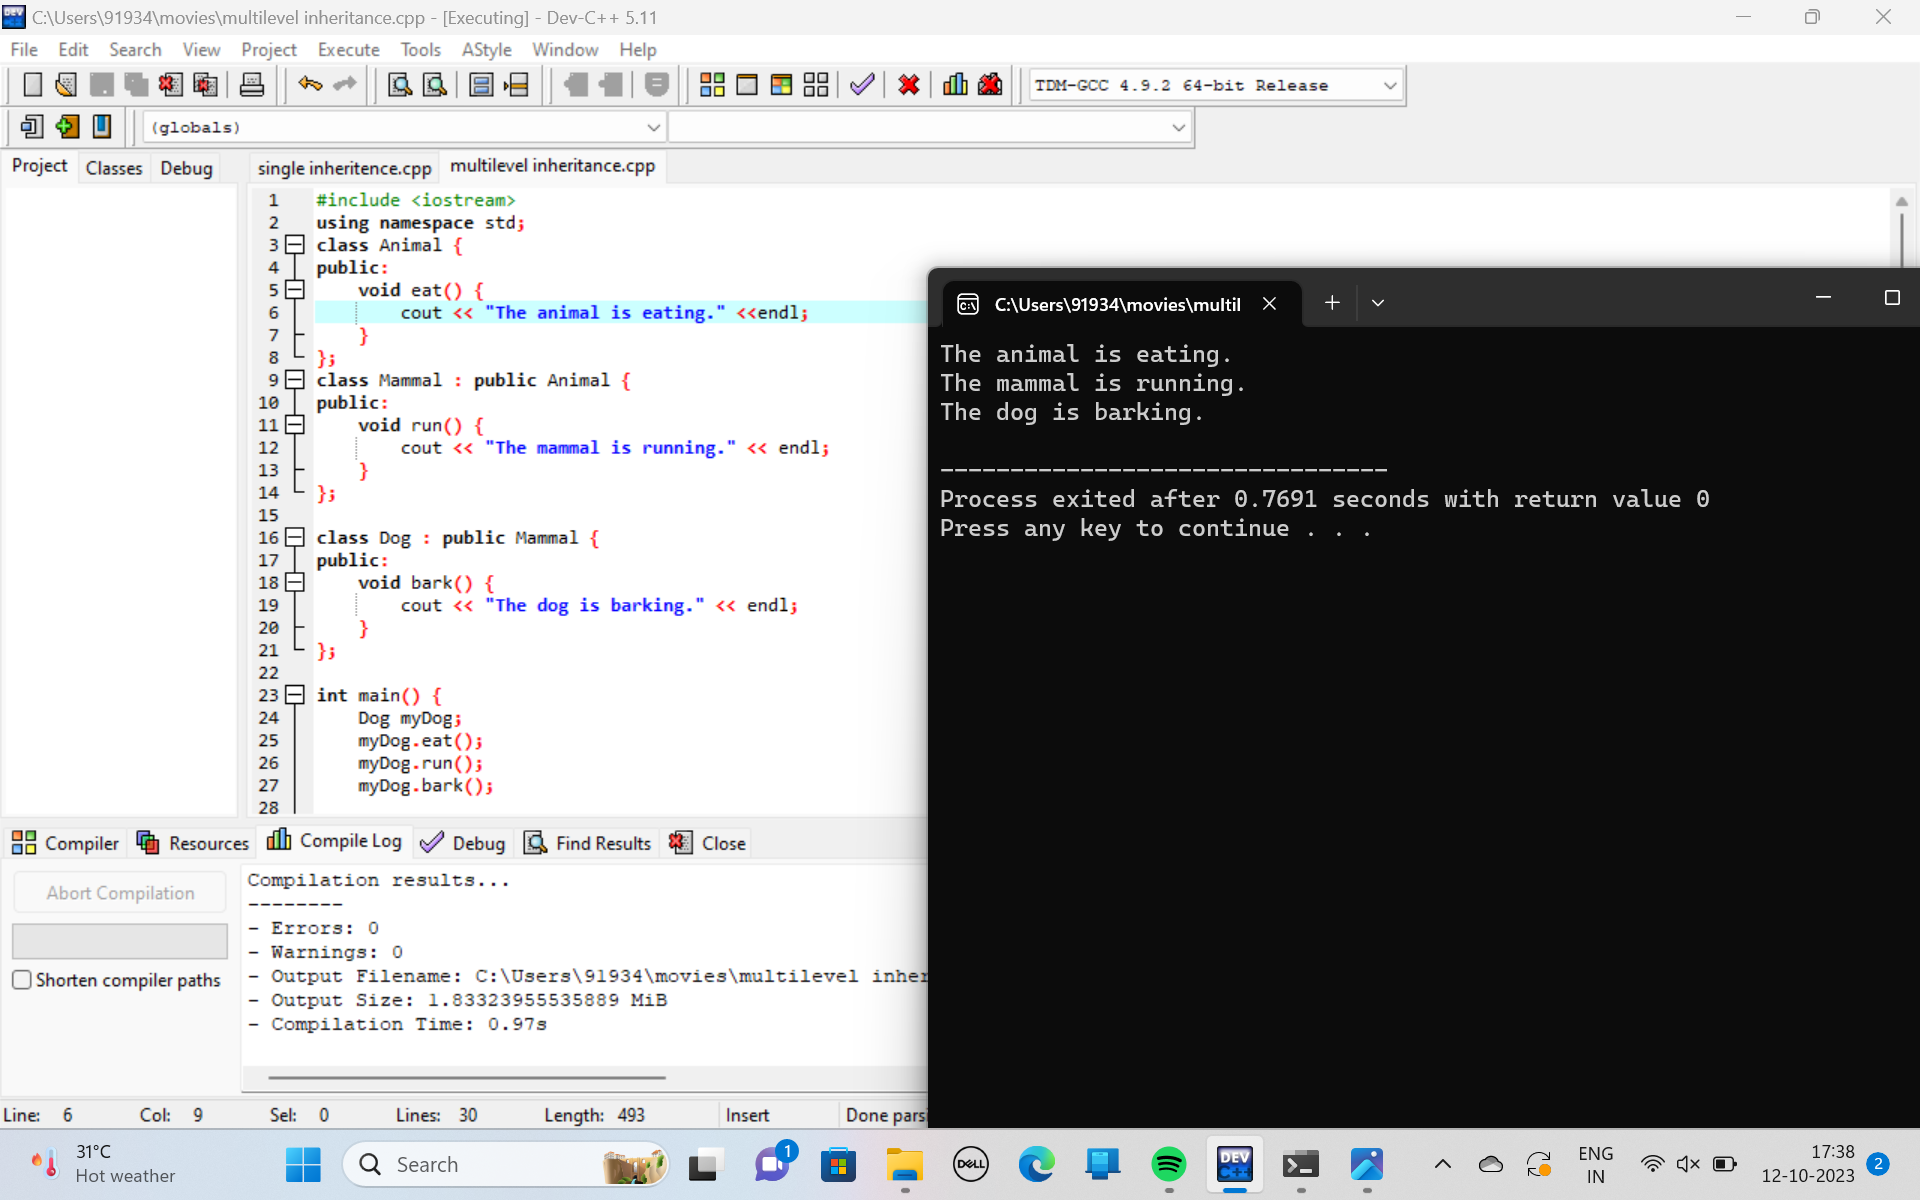 C:\Users\91934\movies\multilevel inheritance.cpp - [Executing] - Dev-C++ 5.11
File Edit Search View Project Execute Tools AStyle Window Help
TDM-GCC 4.9.2 64-bit Release
(globals)
Project Classes Debug
single inheritence.cpp multilevel inheritance.cpp
1 #include <iostream>
2 using namespace std;
3 class Animal {
4 public:
5 void eat() {
6 cout << "The animal is eating." <<endl;
7 }
8 };
9 class Mammal : public Animal {
10 public:
11 void run() {
12 cout << "The mammal is running." << endl;
13 }
14 };
15
16 class Dog : public Mammal {
17 public:
18 void bark() {
19 cout << "The dog is barking." << endl;
20 }
21 };
22
23 int main() {
24 Dog myDog;
25 myDog.eat();
26 myDog.run();
27 myDog.bark();
28
C:\Users\91934\movies\multil
The animal is eating.
The mammal is running.
The dog is barking.
--------------------------------
Process exited after 0.7691 seconds with return value 0
Press any key to continue . . .
Compiler Resources Compile Log Debug Find Results Close
Abort Compilation
Shorten compiler paths
Compilation results...
--------
- Errors: 0
- Warnings: 0
- Output Filename: C:\Users\91934\movies\multilevel inher
- Output Size: 1.83323955535889 MiB
- Compilation Time: 0.97s
Line: 6 Col: 9 Sel: 0 Lines: 30 Length: 493 Insert Done parsi
31°C
Hot weather
Search
1
DELL
DEV C++
ENG
IN
17:38
12-10-2023
2